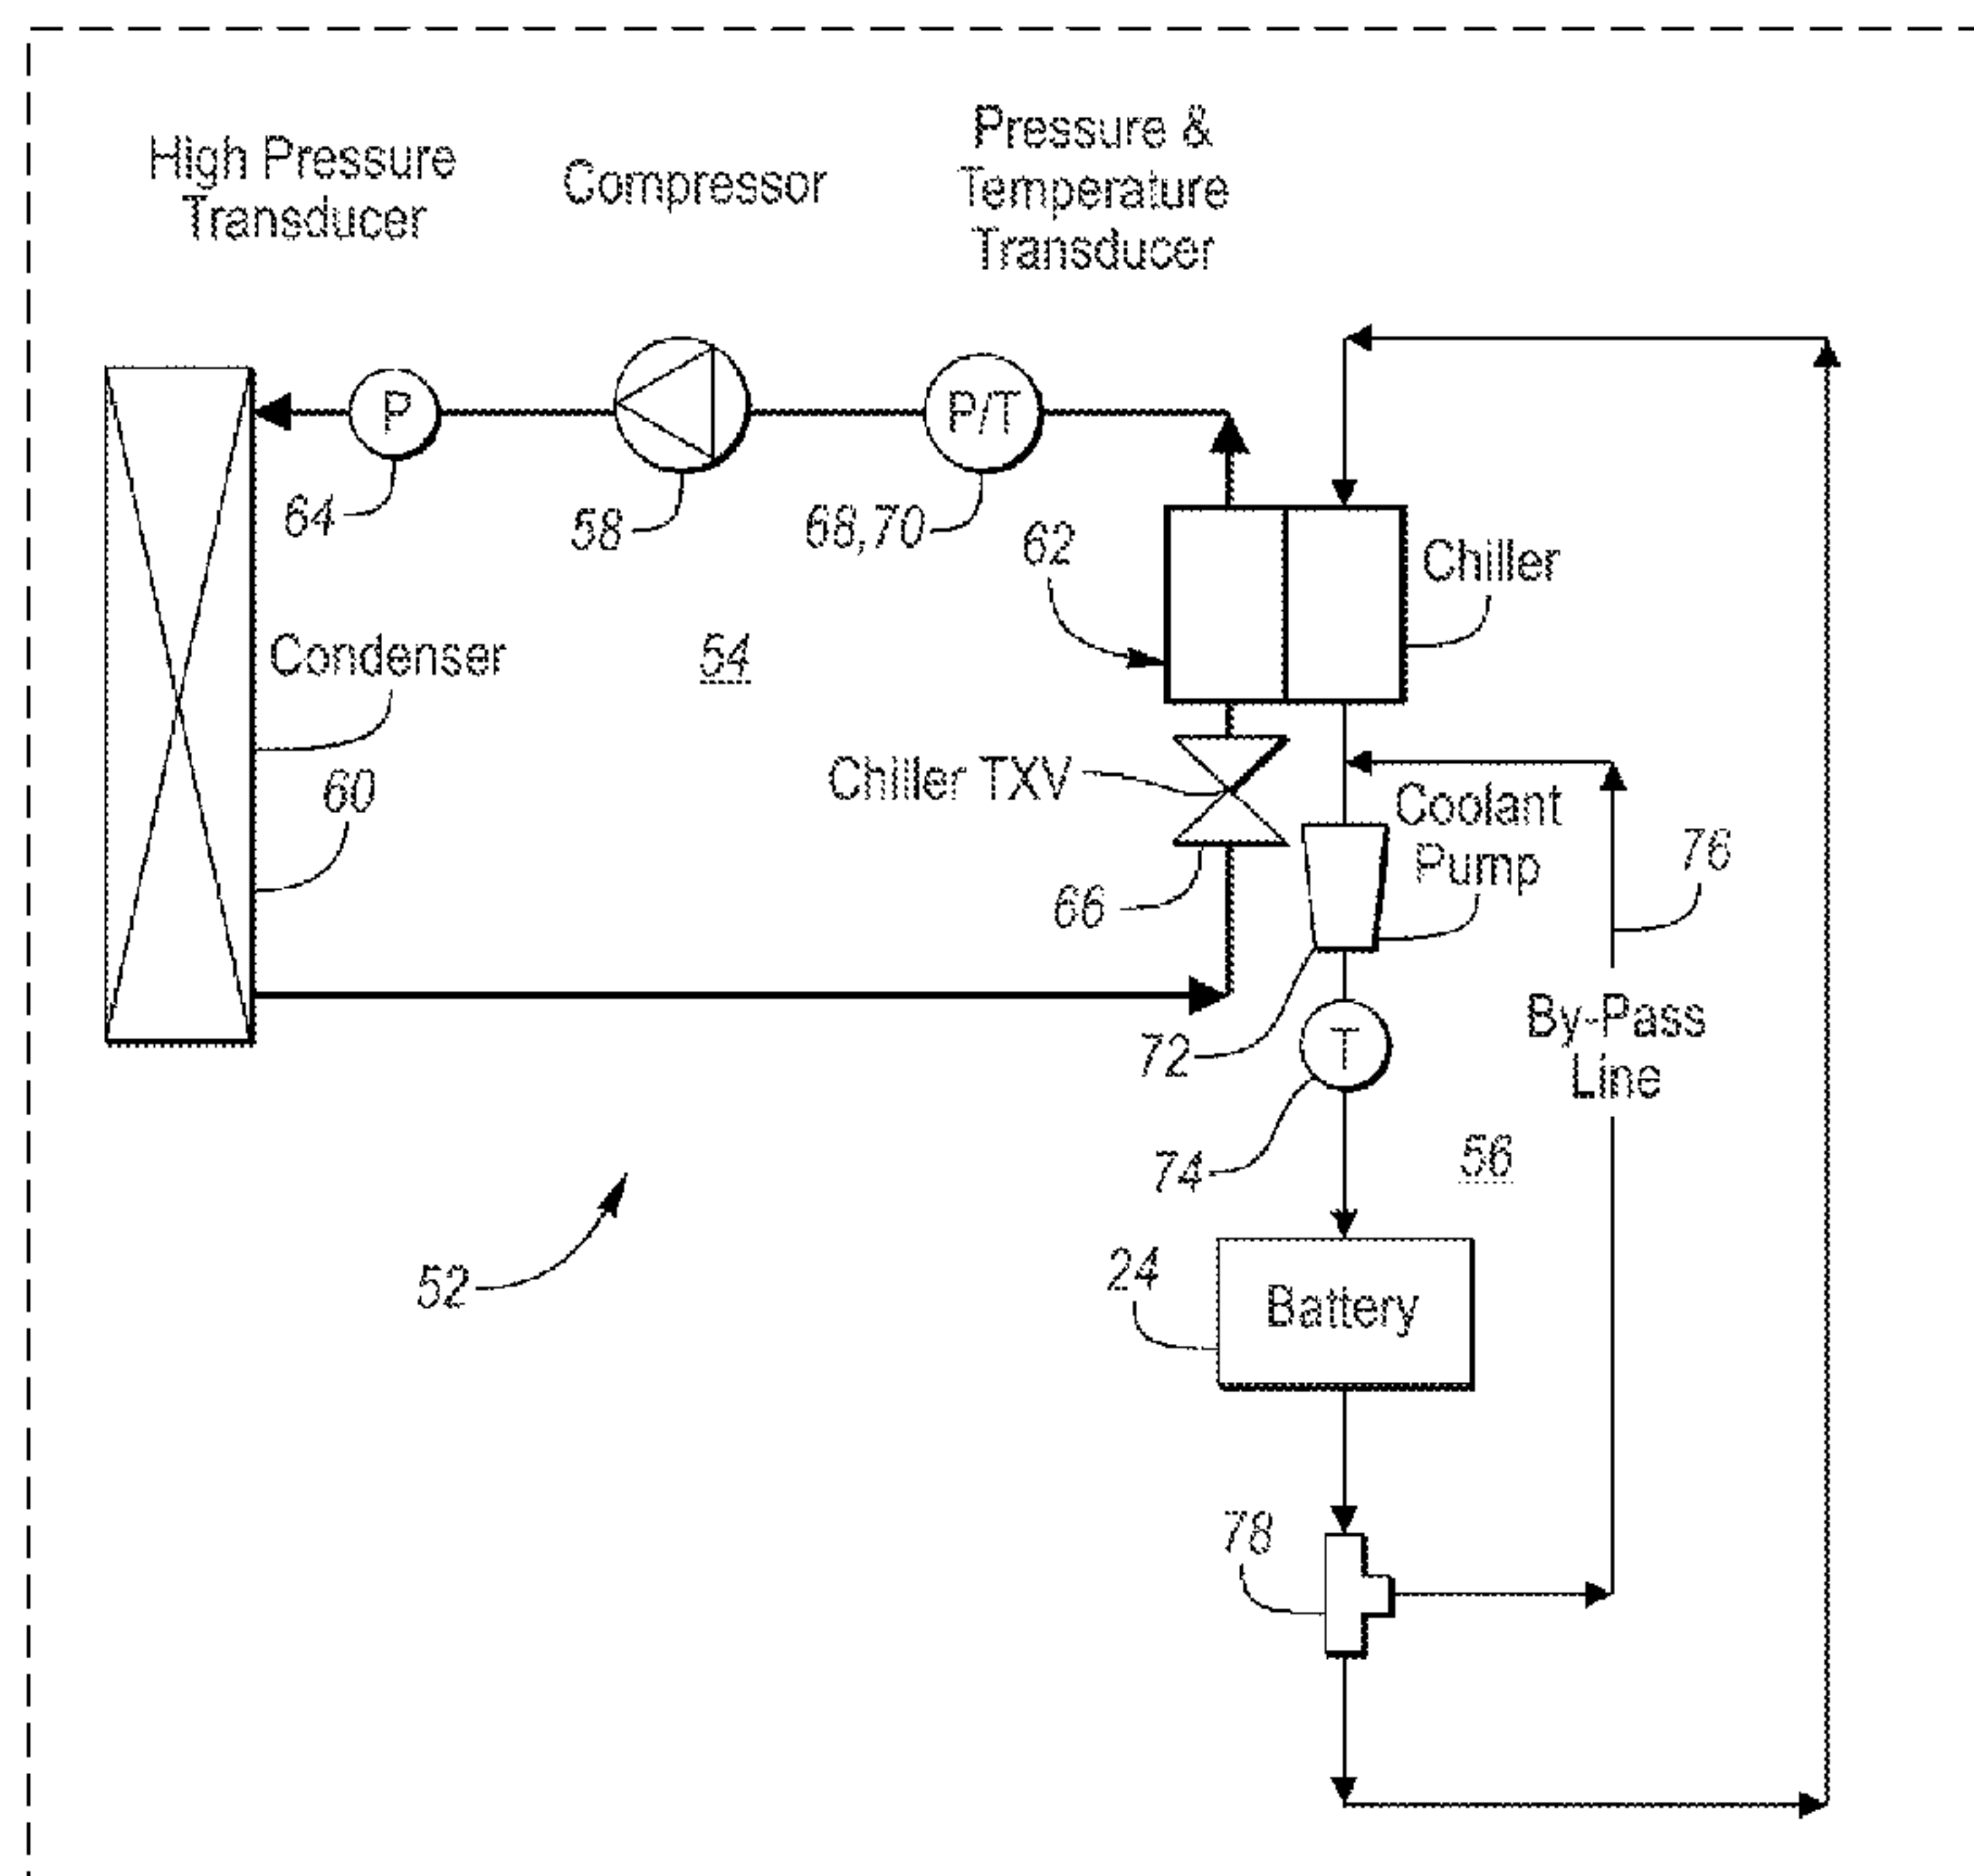 High Pressure
Transducer
Compressor
Pressure &
Temperature
Transducer
P
P/T
64
58
68,70
62
Chiller
Condenser
54
60
Chiller TXV
Coolant
Pump
66
76
By-Pass
Line
72
T
74
56
52
24
Battery
78